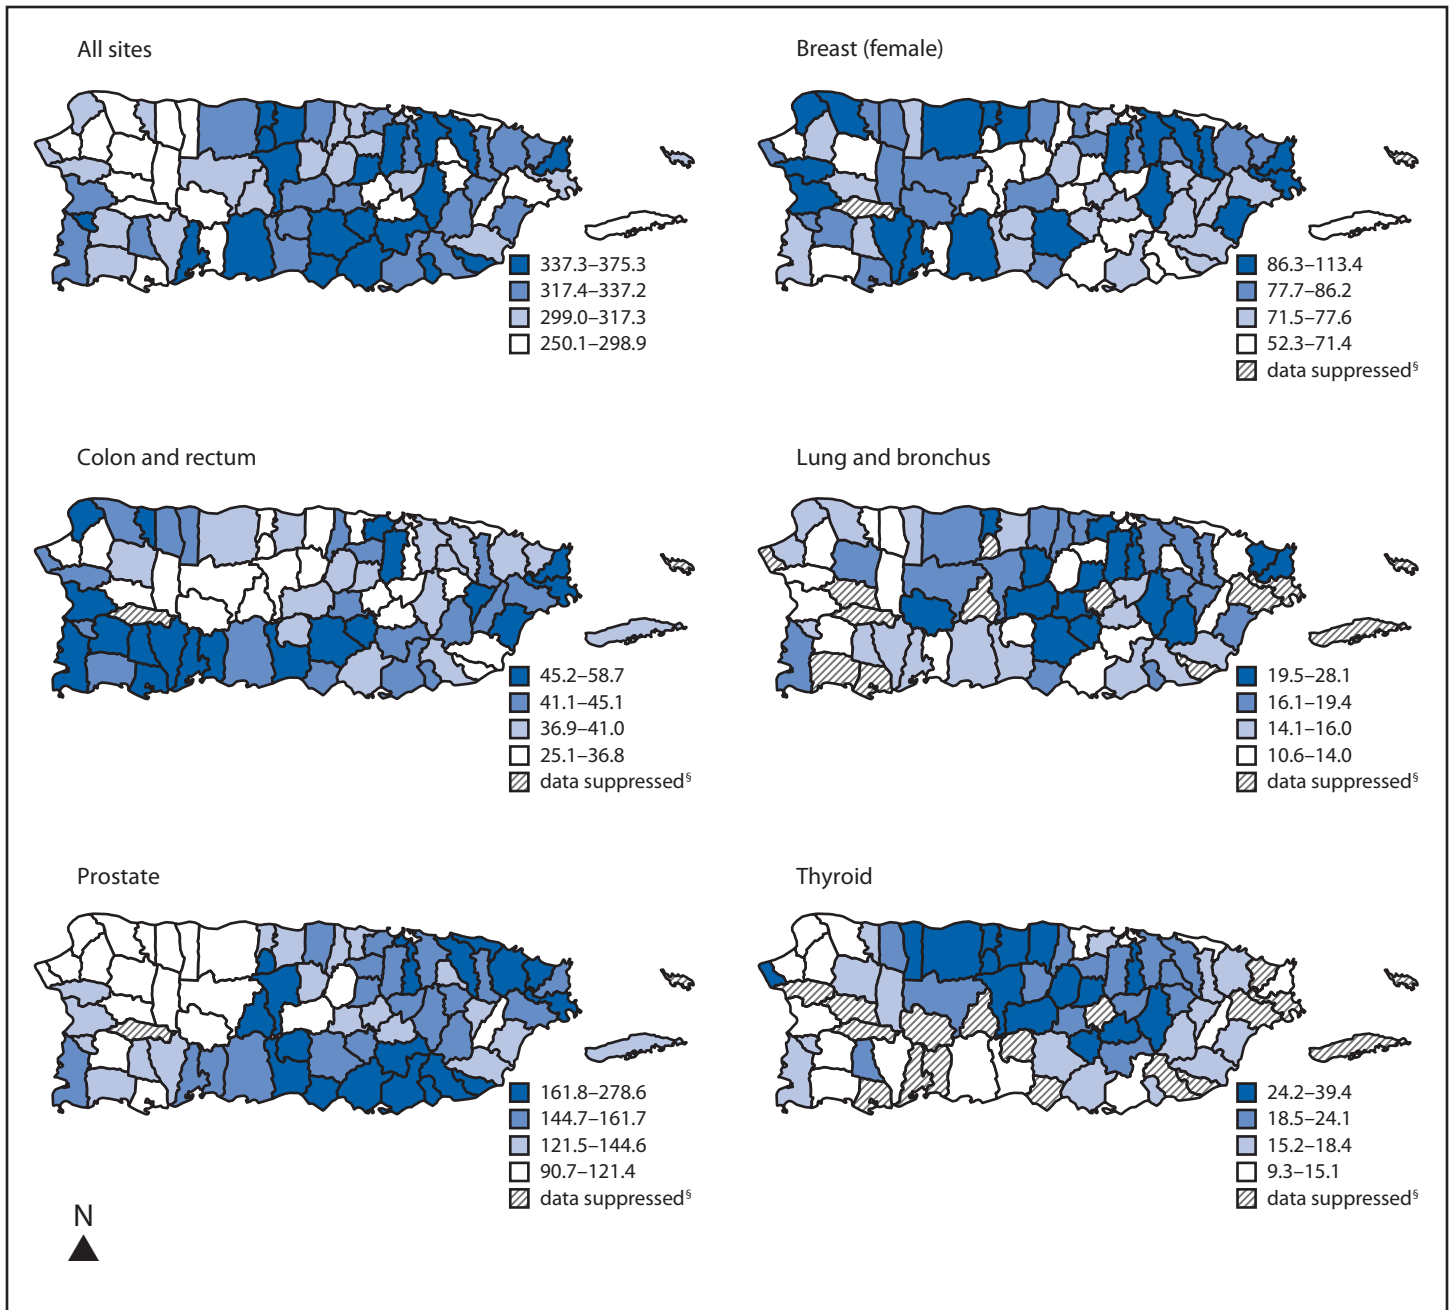 All sites
337.3–375.3
317.4–337.2
299.0–317.3
250.1–298.9
Breast (female)
86.3–113.4
77.7–86.2
71.5–77.6
52.3–71.4
data suppressed§
Colon and rectum
45.2–58.7
41.1–45.1
36.9–41.0
25.1–36.8
data suppressed§
Lung and bronchus
19.5–28.1
16.1–19.4
14.1–16.0
10.6–14.0
data suppressed§
Prostate
161.8–278.6
144.7–161.7
121.5–144.6
90.7–121.4
data suppressed§
Thyroid
24.2–39.4
18.5–24.1
15.2–18.4
9.3–15.1
data suppressed§
N